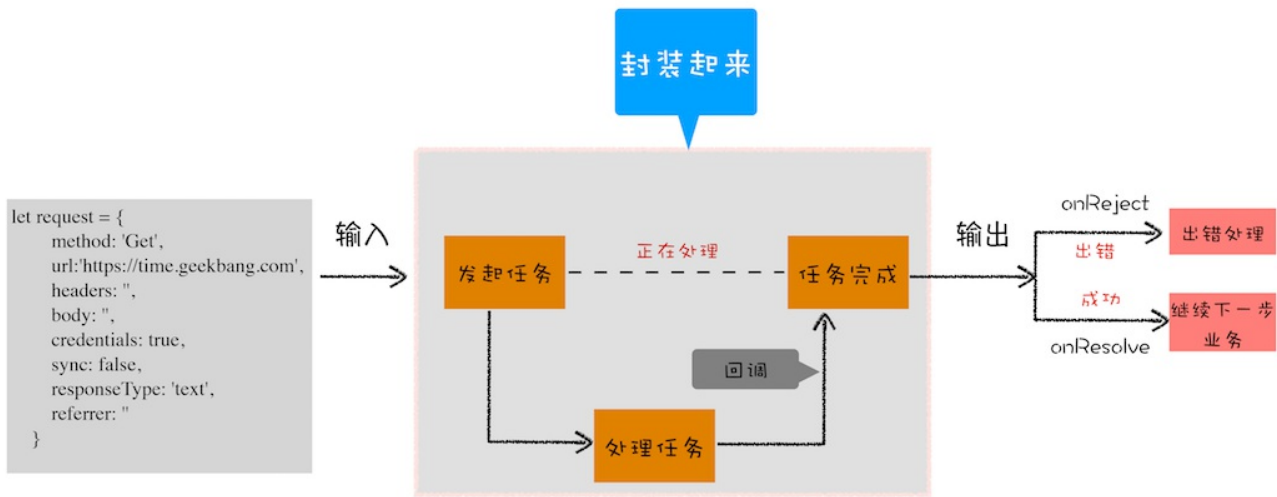 封装起来
let request = {
method: 'Get',
url:'https://time.geekbang.com',
headers: '',
body: '',
credentials: true,
sync: false,
responseType: 'text',
referrer: ''
}
输入
发起任务
正在处理
任务完成
回调
处理任务
输出
onReject
出错
出错处理
成功
onResolve
继续下一步
业务